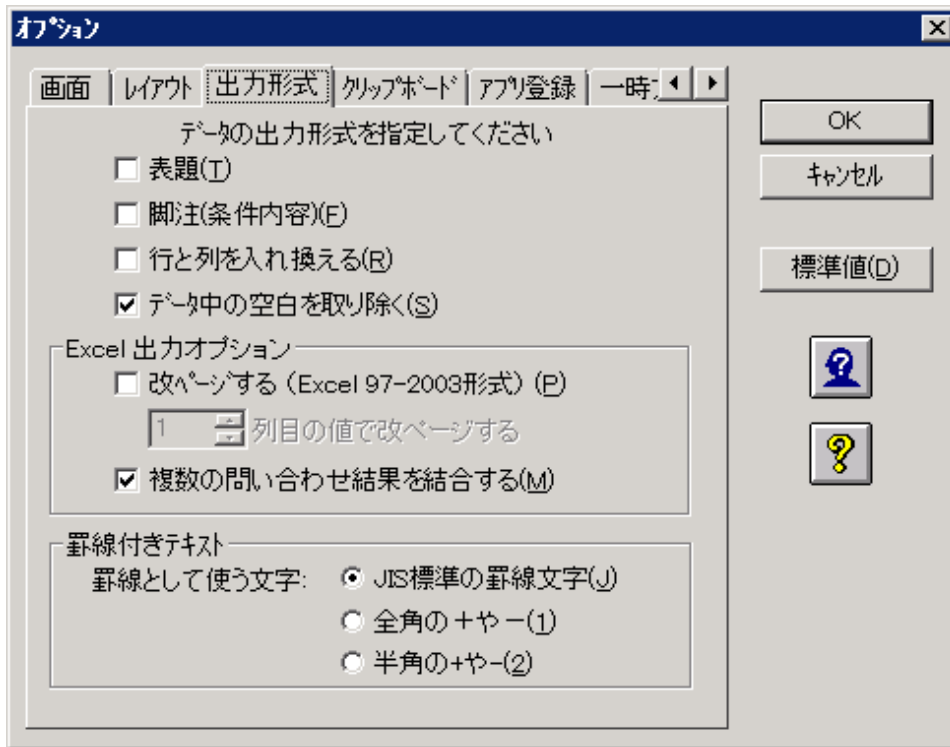 オプション
画面 レイアウト 出力形式 クリップボード アプリ登録 一時
データの出力形式を指定してください
表題(T)
脚注(条件内容)(F)
行と列を入れ換える(R)
データ中の空白を取り除く(S)
Excel 出力オプション
改ページする (Excel 97-2003形式) (P)
1 列目の値で改ページする
複数の問い合わせ結果を結合する(M)
罫線付きテキスト
罫線として使う文字: JIS標準の罫線文字(J)
全角の+や-(1)
半角の+や-(2)
OK
キャンセル
標準値(D)